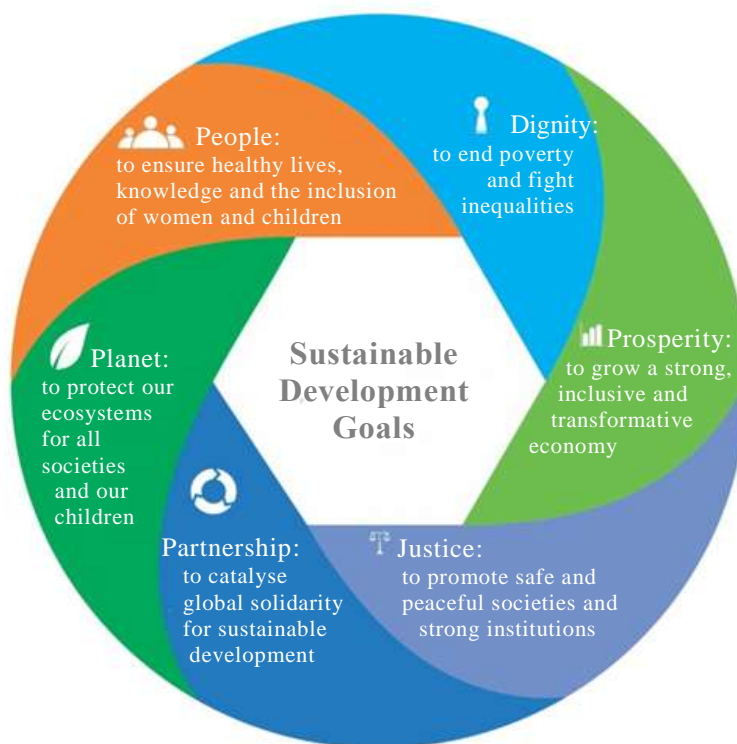 People:
to ensure healthy lives,
knowledge and the inclusion
of women and children
Dignity:
to end poverty
and fight
inequalities
Prosperity:
to grow a strong,
inclusive and
transformative
economy
Justice:
to promote safe and
peaceful societies and
strong institutions
Partnership:
to catalyse
global solidarity
for sustainable
development
Planet:
to protect our
ecosystems
for all
societies
and our
children
Sustainable
Development
Goals